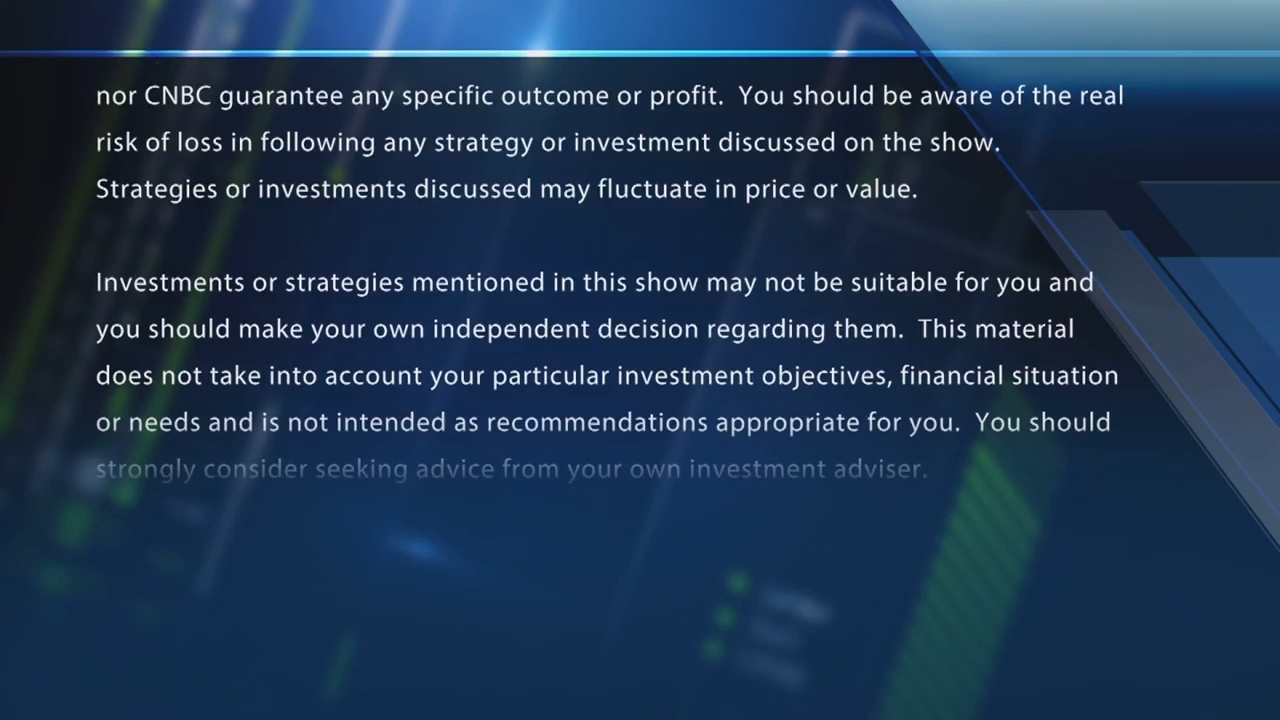 nor CNBC guarantee any specific outcome or profit.  You should be aware of the real
risk of loss in following any strategy or investment discussed on the show.
Strategies or investments discussed may fluctuate in price or value.
Investments or strategies mentioned in this show may not be suitable for you and
you should make your own independent decision regarding them.  This material
does not take into account your particular investment objectives, financial situation
or needs and is not intended as recommendations appropriate for you.  You should
strongly consider seeking advice from your own investment adviser.